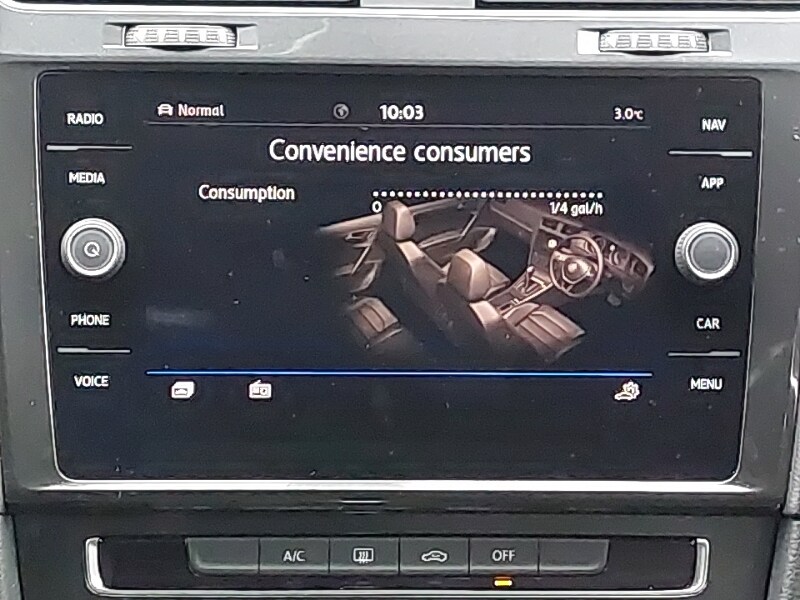 RADIO
MEDIA
PHONE
VOICE
Normal 10:03 3.0°C
Convenience consumers
Consumption
0 1/4 gal/h
NAV
APP
CAR
MENU
A/C OFF